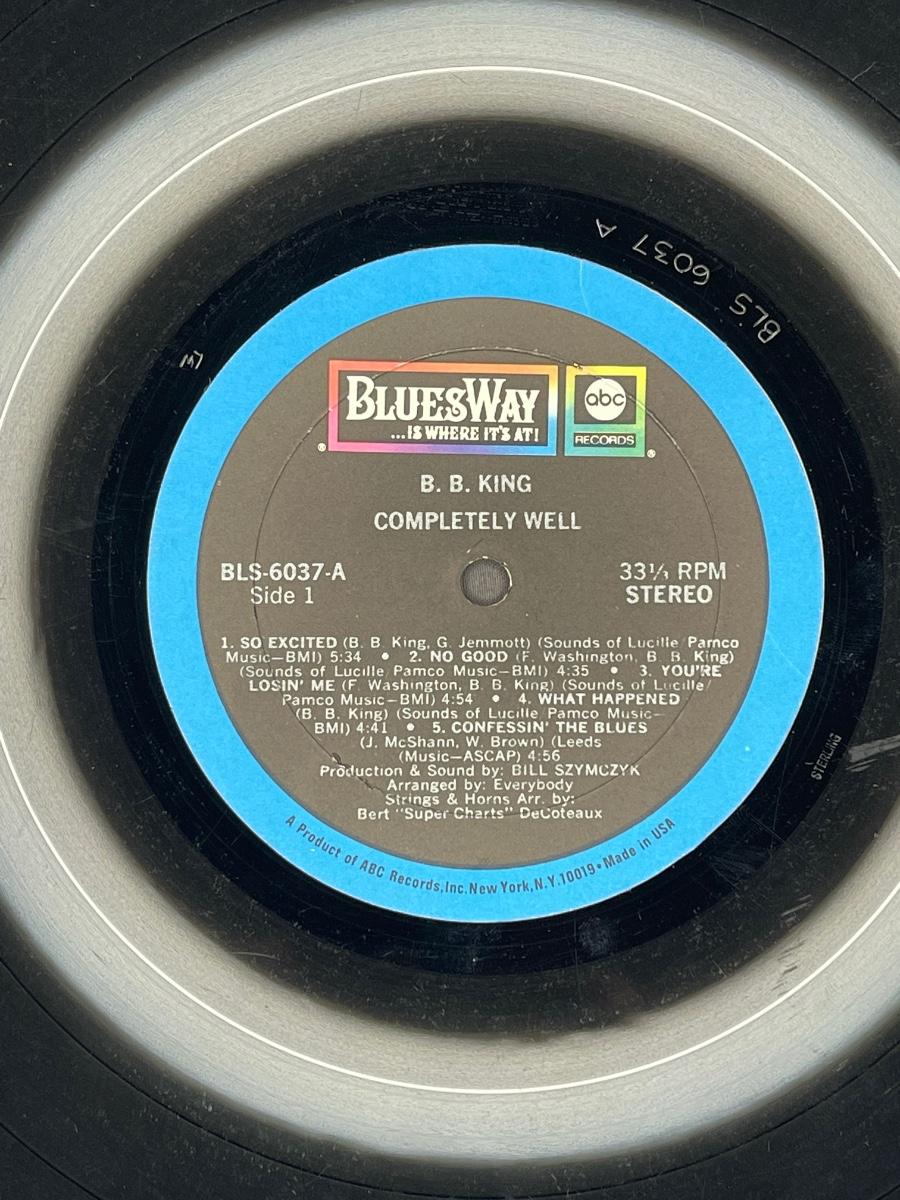 BLS 6037 A
BLUESWAY
...IS WHERE IT'S AT!
®
abc
RECORDS
®
B. B. KING
COMPLETELY WELL
BLS-6037-A
Side 1
33⅓ RPM
STEREO
1. SO EXCITED (B. B. King, G. Jemmott) (Sounds of Lucille/Pamco
Music—BMI) 5:34 • 2. NO GOOD (F. Washington, B. B. King)
(Sounds of Lucille Pamco Music—BMI) 4:35 • 3. YOU'RE
LOSIN' ME (F. Washington, B. B. King) (Sounds of Lucille/
Pamco Music—BMI) 4:54 • 4. WHAT HAPPENED
(B. B. King) (Sounds of Lucille Pamco Music—
BMI) 4:41 • 5. CONFESSIN' THE BLUES
(J. McShann, W. Brown) (Leeds
(Music—ASCAP) 4:56
Production & Sound by: BILL SZYMCZYK
Arranged by: Everybody
Strings & Horns Arr. by:
Bert "Super Charts" DeCoteaux
A Product of ABC Records, Inc. New York, N.Y. 10019 • Made in USA
STERLING